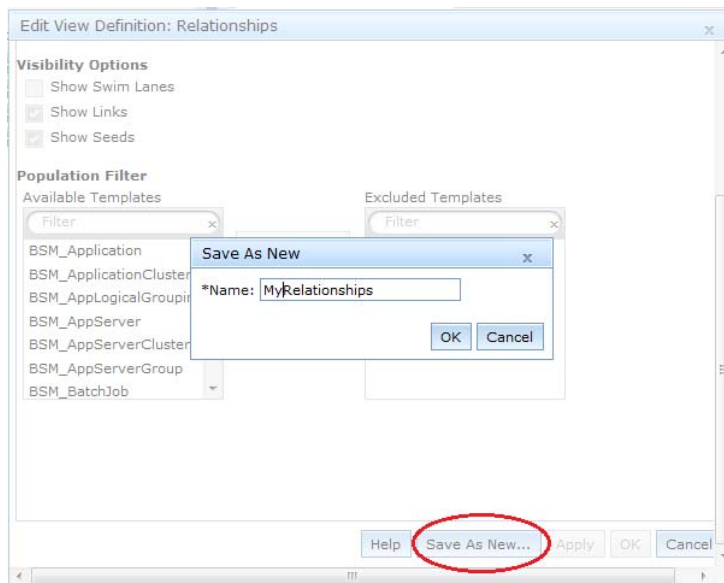 Edit View Definition: Relationships
x
Visibility Options
Show Swim Lanes
Show Links
Show Seeds
Population Filter
Available Templates
Excluded Templates
Filter
x
Filter
x
BSM_Application
BSM_ApplicationCluster
BSM_AppLogicalGroupin
BSM_AppServer
BSM_AppServerCluster
BSM_AppServerGroup
BSM_BatchJob
Save As New
x
*Name: MyRelationships
OK Cancel
Help Save As New... Apply OK Cancel